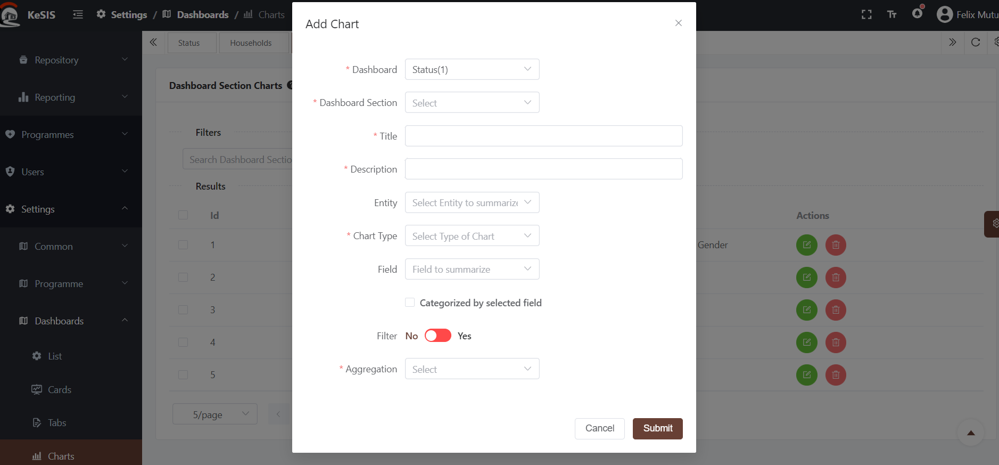 KeSIS
Settings / Dashboards / Charts
Felix Mutu
Repository
Reporting
Programmes
Users
Settings
Common
Programme
Dashboards
List
Cards
Tabs
Charts
Status
Households
Dashboard Section Charts
Filters
Search Dashboard Sectio
Results
Id
Actions
1
Gender
2
3
4
5
5/page
Add Chart
* Dashboard
Status(1)
* Dashboard Section
Select
* Title
* Description
Entity
Select Entity to summarize
* Chart Type
Select Type of Chart
Field
Field to summarize
Categorized by selected field
Filter
No
Yes
* Aggregation
Select
Cancel
Submit